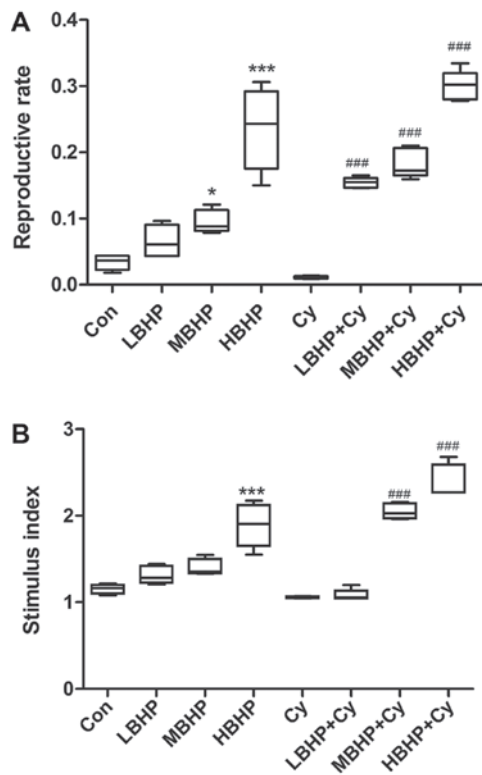 A
Reproductive rate
0.4
0.3
0.2
0.1
0.0
***
*
###
###
###
Con
LBHP
MBHP
HBHP
Cy
LBHP+Cy
MBHP+Cy
HBHP+Cy
B
Stimulus index
3
2
1
0
***
###
###
Con
LBHP
MBHP
HBHP
Cy
LBHP+Cy
MBHP+Cy
HBHP+Cy